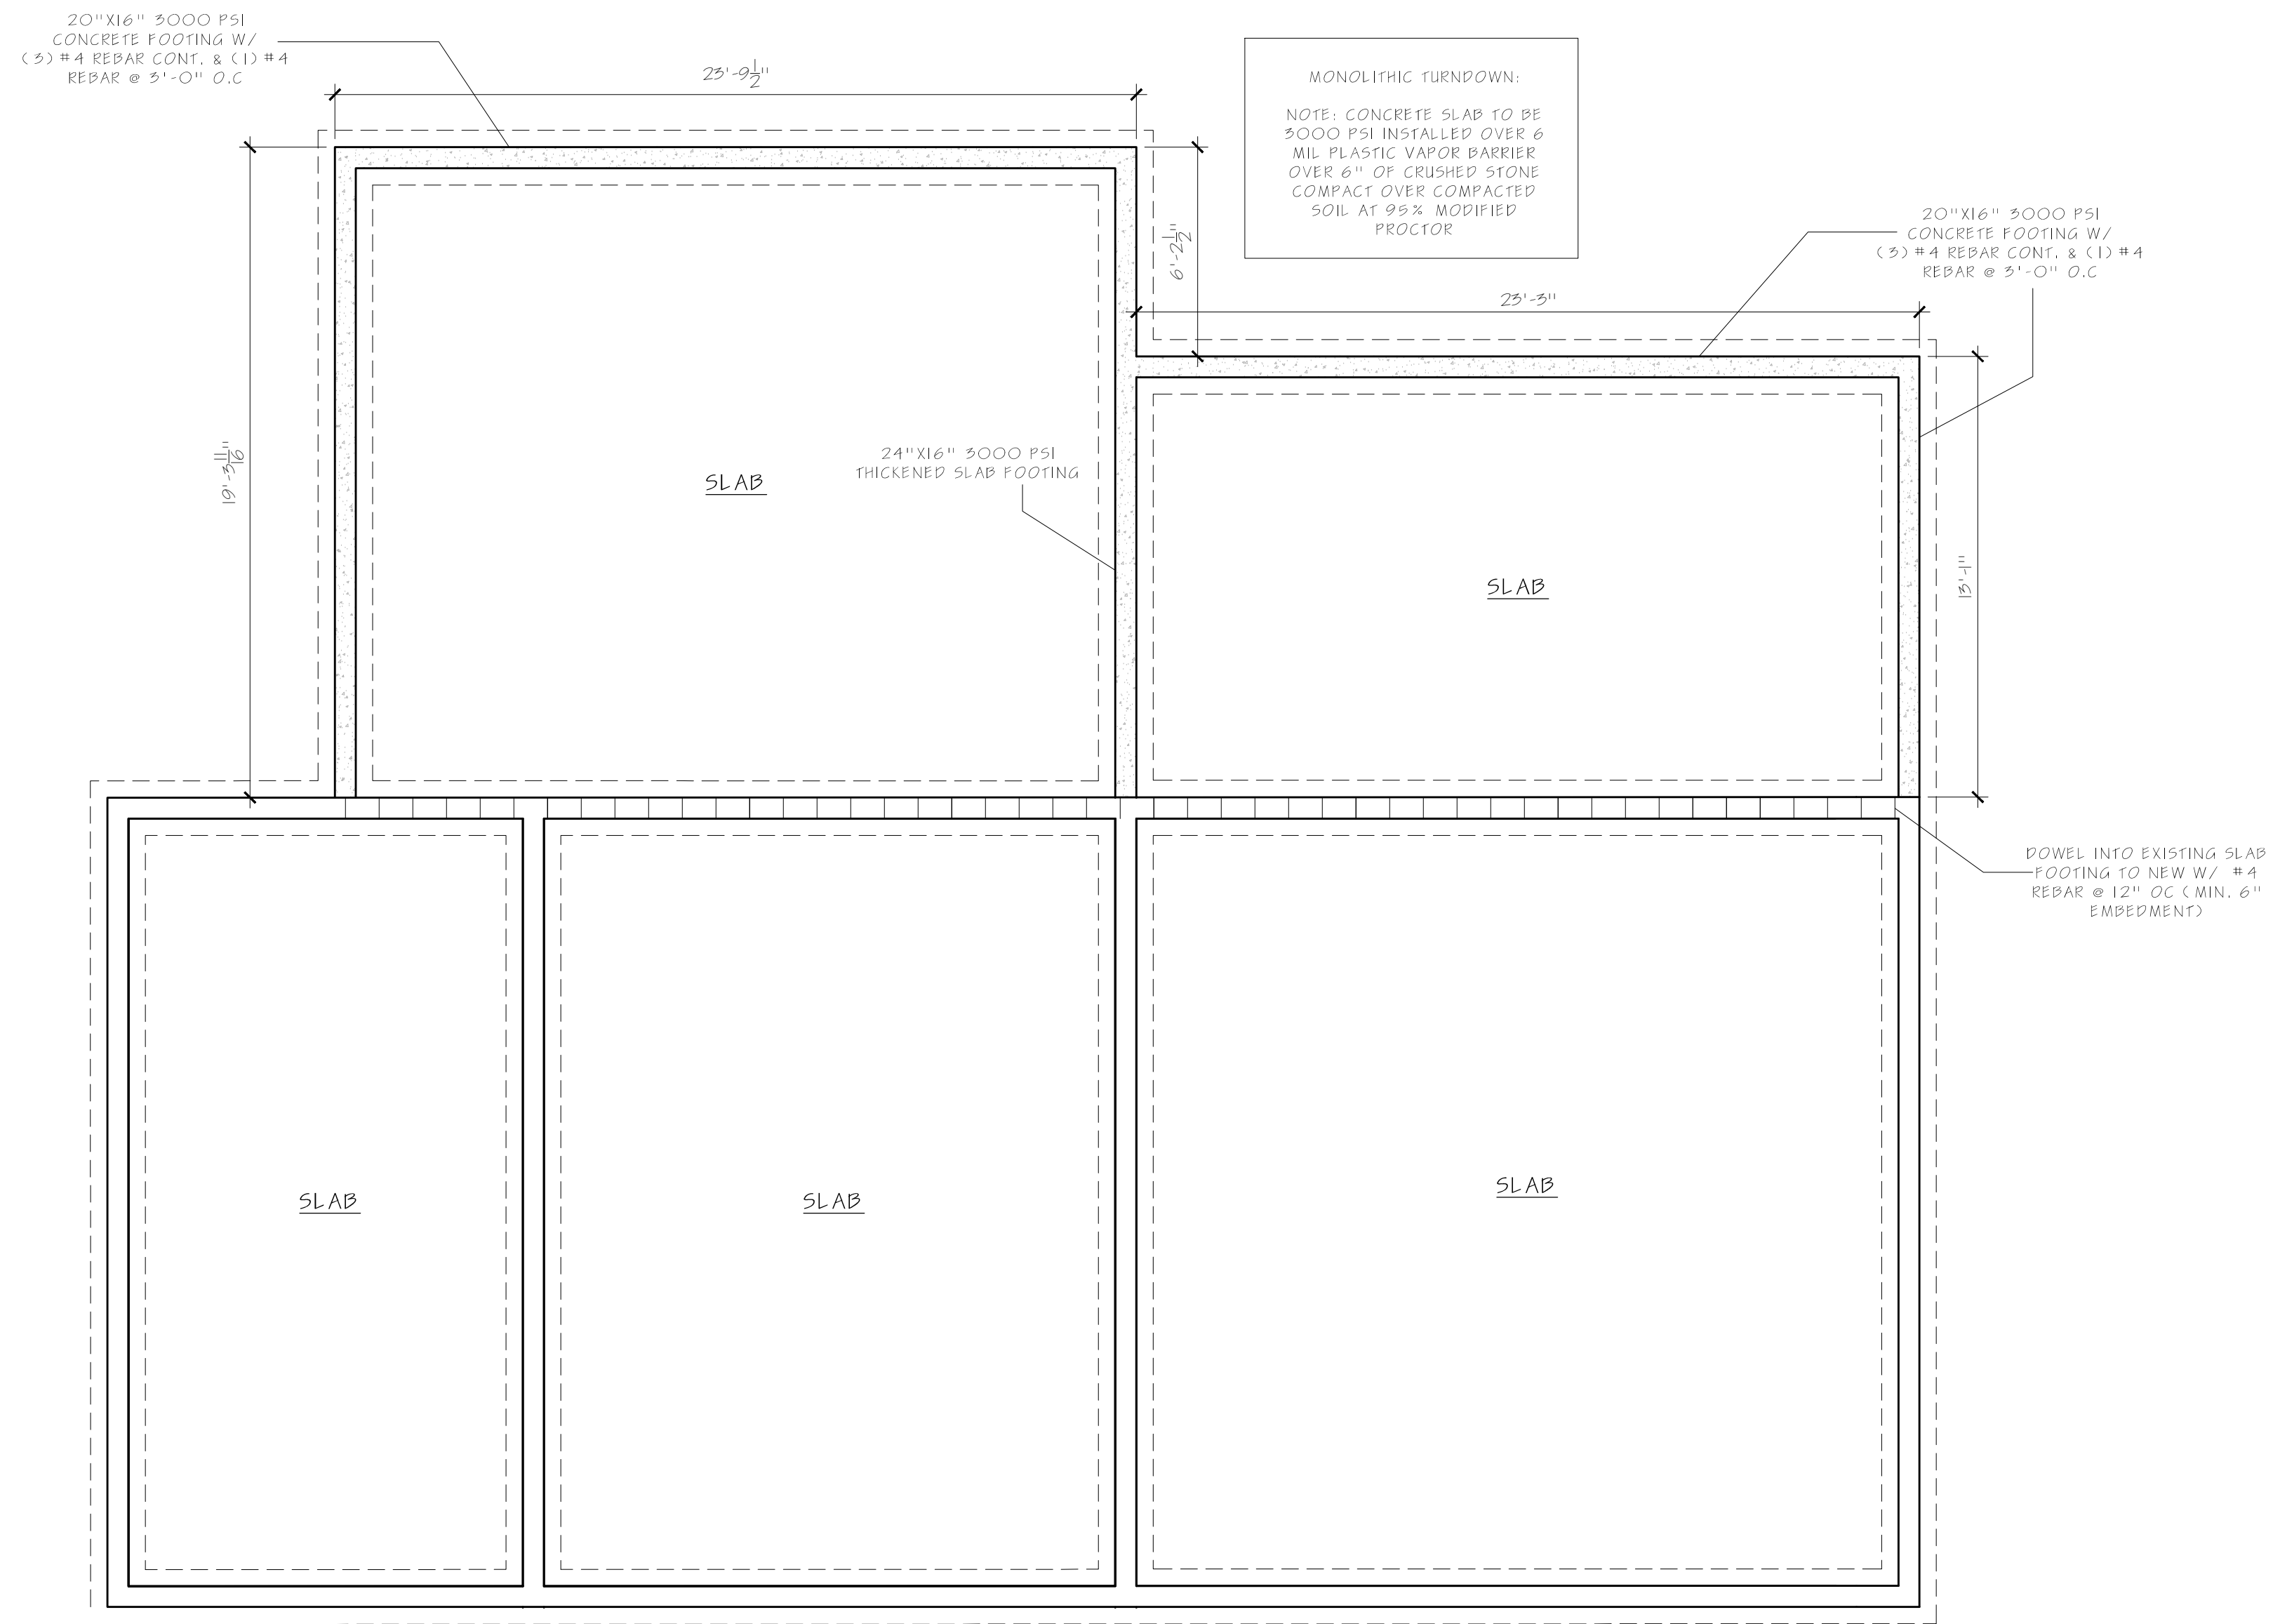 20"X16" 3000 PSI
CONCRETE FOOTING W/
(3) #4 REBAR CONT. & (1) #4
REBAR @ 3'-0" O.C
23'-9 1/2"
MONOLITHIC TURNDOWN:
NOTE: CONCRETE SLAB TO BE
3000 PSI INSTALLED OVER 6
MIL PLASTIC VAPOR BARRIER
OVER 6" OF CRUSHED STONE
COMPACT OVER COMPACTED
SOIL AT 95% MODIFIED
PROCTOR
6'-2 1/2"
20"X16" 3000 PSI
CONCRETE FOOTING W/
(3) #4 REBAR CONT. & (1) #4
REBAR @ 3'-0" O.C
23'-3"
19'-3 11/16"
SLAB
24"X16" 3000 PSI
THICKENED SLAB FOOTING
SLAB
13'-1"
DOWEL INTO EXISTING SLAB
FOOTING TO NEW W/ #4
REBAR @ 12" OC (MIN. 6"
EMBEDMENT)
SLAB
SLAB
SLAB